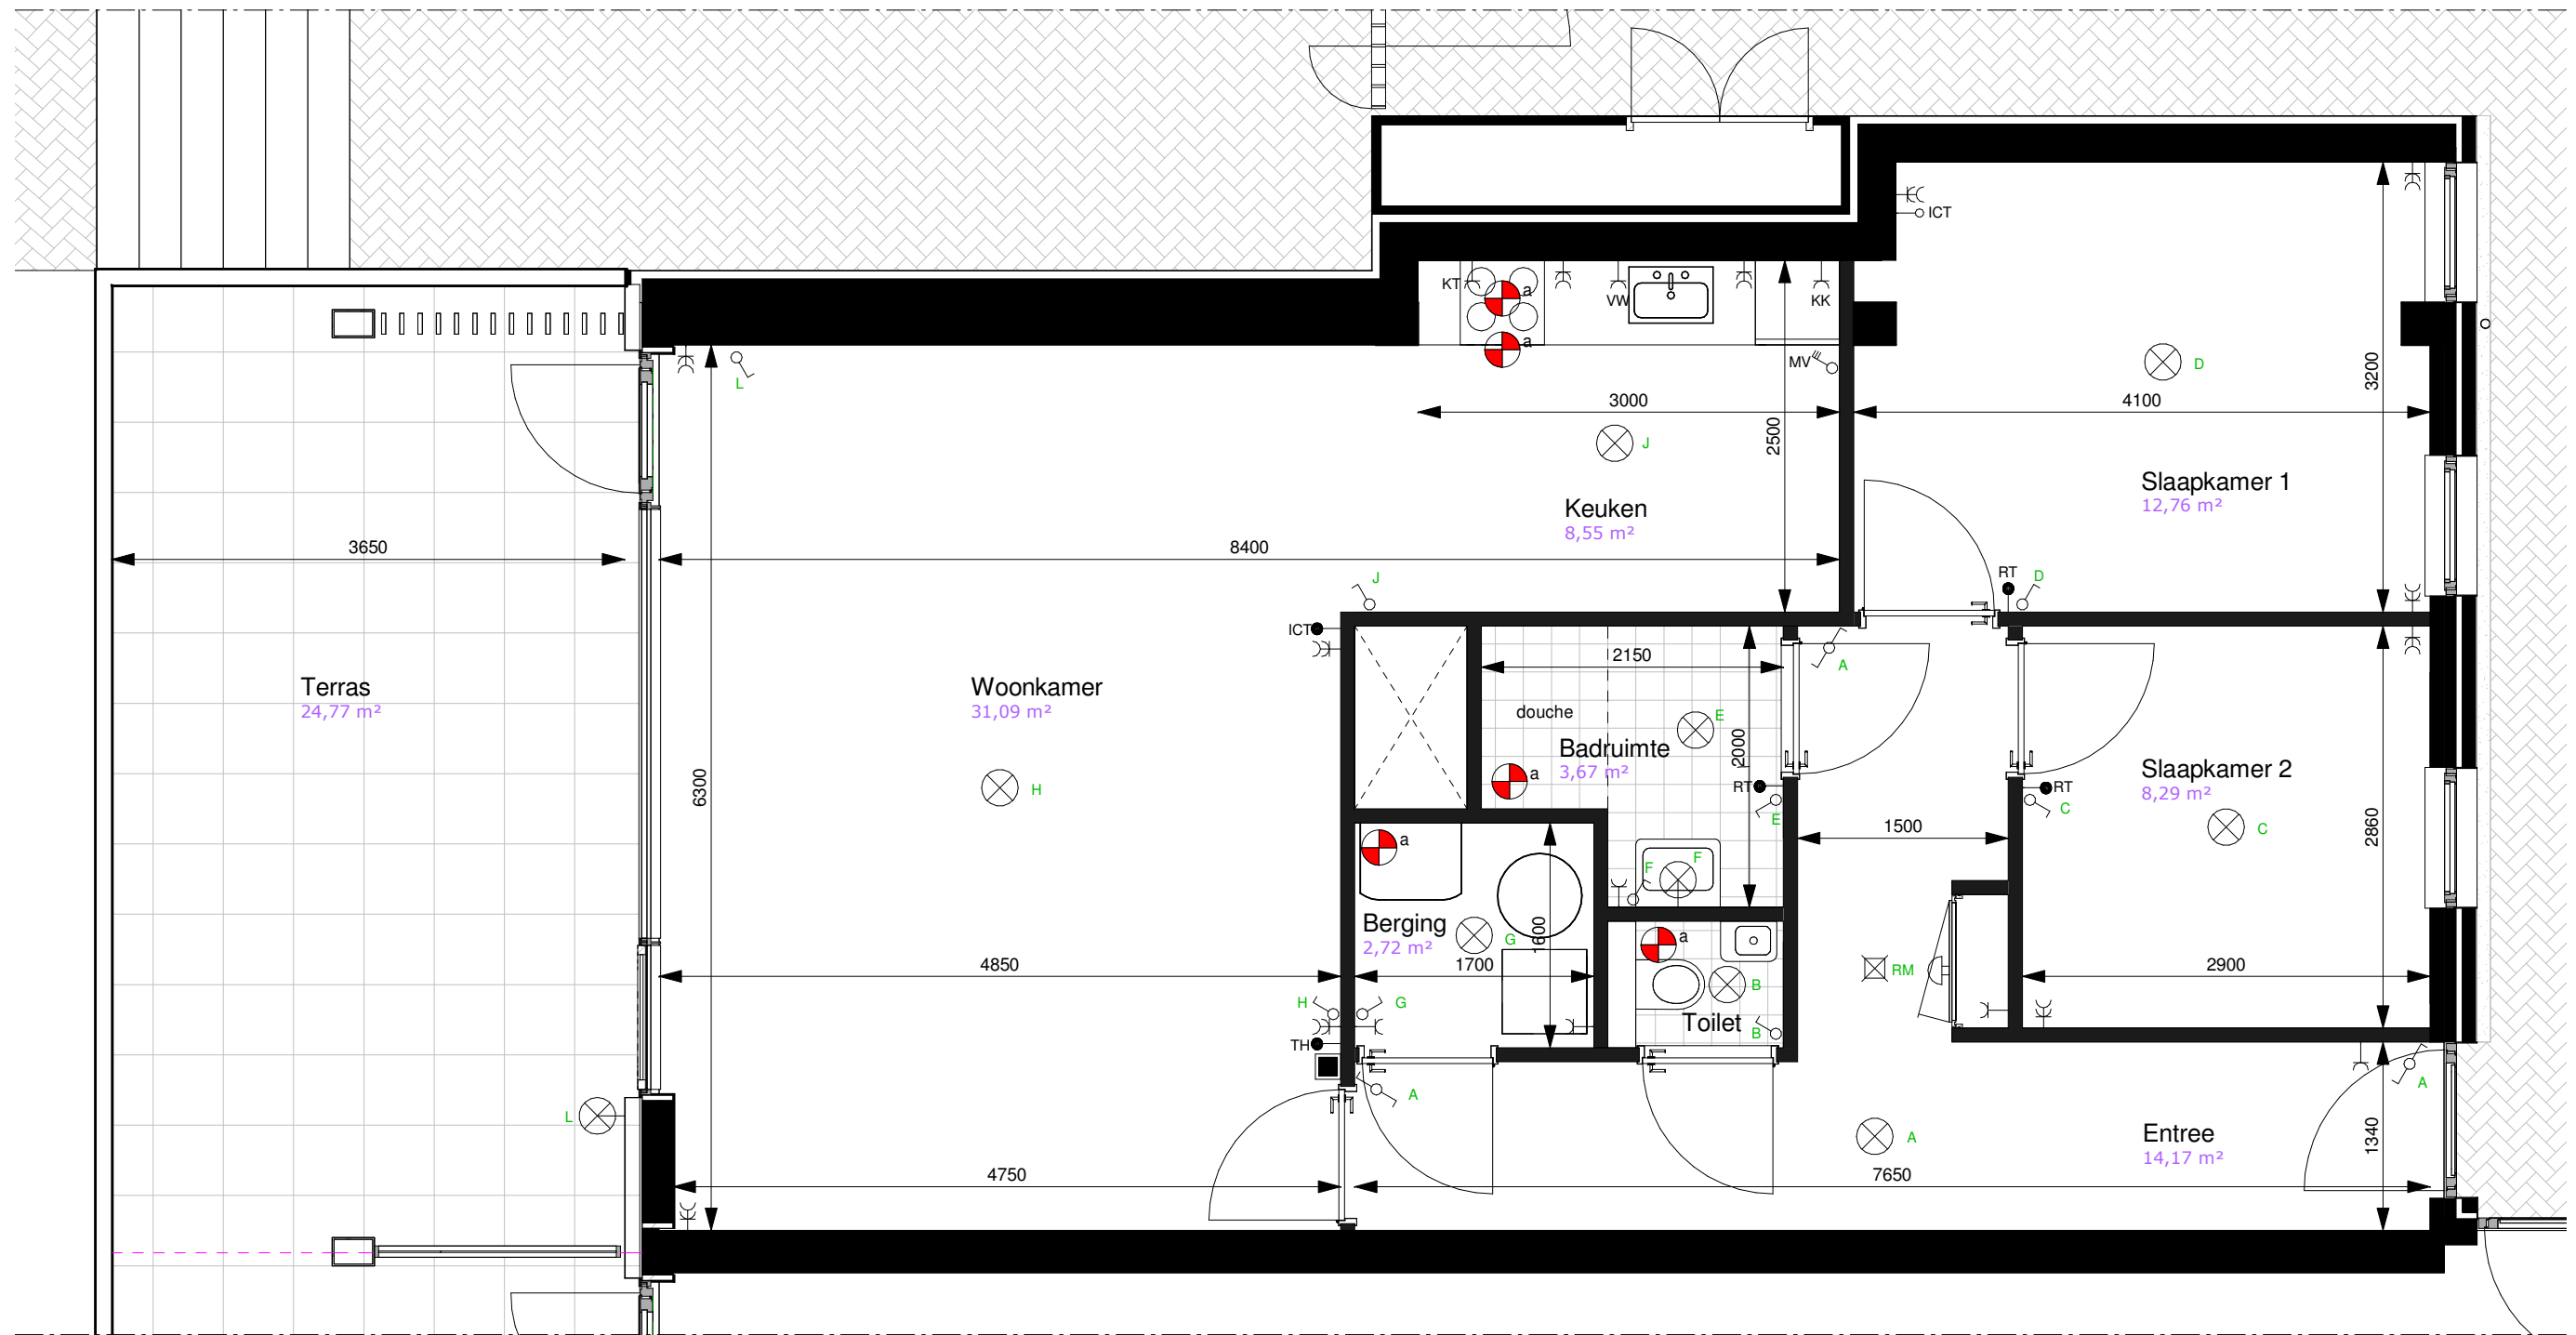 ICT
KT
a
VW
KK
a
MV
L
D
3000
4100
3200
J
2500
Slaapkamer 1
12,76 m²
Keuken
8,55 m²
3650
8400
J
RT
D
ICT
2150
A
Terras
24,77 m²
Woonkamer
31,09 m²
douche
E
Badruimte
3,67 m²
2000
a
Slaapkamer 2
8,29 m²
6300
H
RT
RT
E
C
C
1500
2860
a
F
F
Berging
2,72 m²
G
1600
a
4850
1700
RM
2900
B
H
G
Toilet
B
TH
A
A
L
A
Entree
14,17 m²
1340
4750
7650